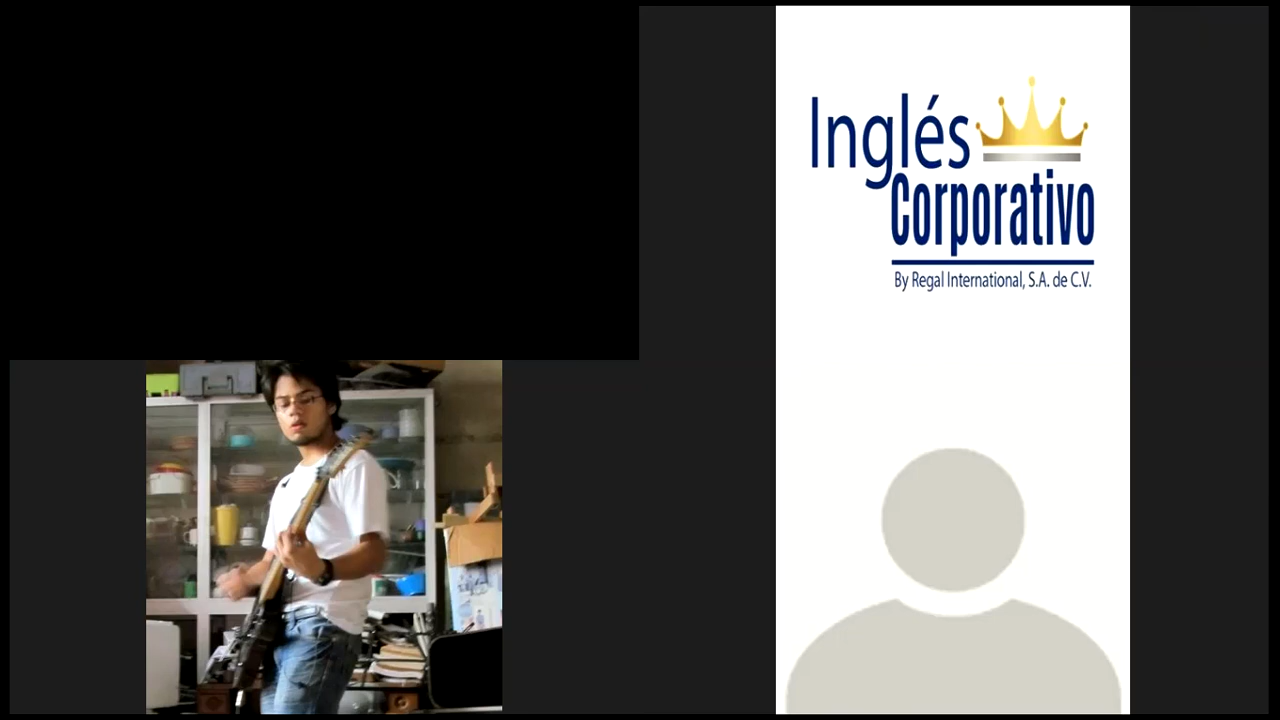 Inglés
Corporativo
By Regal International, S.A. de C.V.